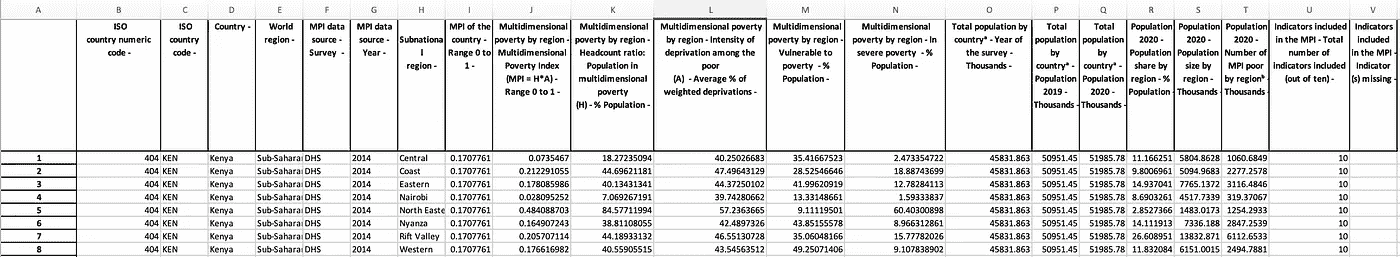 A B C D E F G H I J K L M N O P Q R S T U V
ISO country numeric code - ISO country code - Country - World region - MPI data source - Survey - MPI data source - Year - Subnational region - MPI of the country - Range 0 to 1 - Multidimensional poverty by region - Multidimensional Poverty Index (MPI = H*A) - Range 0 to 1 - Multidimensional poverty by region - Headcount ratio: Population in multidimensional poverty (H) - % Population - Multidimensional poverty by region - Intensity of deprivation among the poor (A) - Average % of weighted deprivations - Multidimensional poverty by region - Vulnerable to poverty - % Population - Multidimensional poverty by region - In severe poverty - % Population - Total population by countryª - Year of the survey - Thousands - Total population by countryª - Population 2019 - Thousands - Total population by countryª - Population 2020 - Thousands - Population 2020 - Population share by region - % Population - Population 2020 - Population size by region - Thousands - Population 2020 - Number of MPI poor by regionᵇ - Thousands - Indicators included in the MPI - Total number of indicators included (out of ten) - Indicators included in the MPI - Indicator (s) missing -
1 404 KEN Kenya Sub-Sahara DHS 2014 Central 0.1707761 0.0735467 18.27235094 40.25026683 35.41667523 2.473354722 45831.863 50951.45 51985.78 11.166251 5804.8628 1060.6849 10
2 404 KEN Kenya Sub-Sahara DHS 2014 Coast 0.1707761 0.212291055 44.69621181 47.49643129 28.52546646 18.88743699 45831.863 50951.45 51985.78 9.8006961 5094.9683 2277.2578 10
3 404 KEN Kenya Sub-Sahara DHS 2014 Eastern 0.1707761 0.178085986 40.13431341 44.37250102 41.99620919 12.78284113 45831.863 50951.45 51985.78 14.937041 7765.1372 3116.4846 10
4 404 KEN Kenya Sub-Sahara DHS 2014 Nairobi 0.1707761 0.028095252 7.069267191 39.74280662 13.33148661 1.59333837 45831.863 50951.45 51985.78 8.6903261 4517.7339 319.37067 10
5 404 KEN Kenya Sub-Sahara DHS 2014 North Easte 0.1707761 0.484088703 84.57711994 57.2363665 9.11119501 60.40300898 45831.863 50951.45 51985.78 2.8527366 1483.0173 1254.2933 10
6 404 KEN Kenya Sub-Sahara DHS 2014 Nyanza 0.1707761 0.164907243 38.81108055 42.4897326 43.85155578 8.966312861 45831.863 50951.45 51985.78 14.111913 7336.188 2847.2539 10
7 404 KEN Kenya Sub-Sahara DHS 2014 Rift Valley 0.1707761 0.205707114 44.18933132 46.55130728 35.06048166 15.77782026 45831.863 50951.45 51985.78 26.608951 13832.871 6112.6533 10
8 404 KEN Kenya Sub-Sahara DHS 2014 Western 0.1707761 0.176616982 40.55905515 43.54563512 49.25071406 9.107838902 45831.863 50951.45 51985.78 11.832084 6151.0015 2494.7881 10